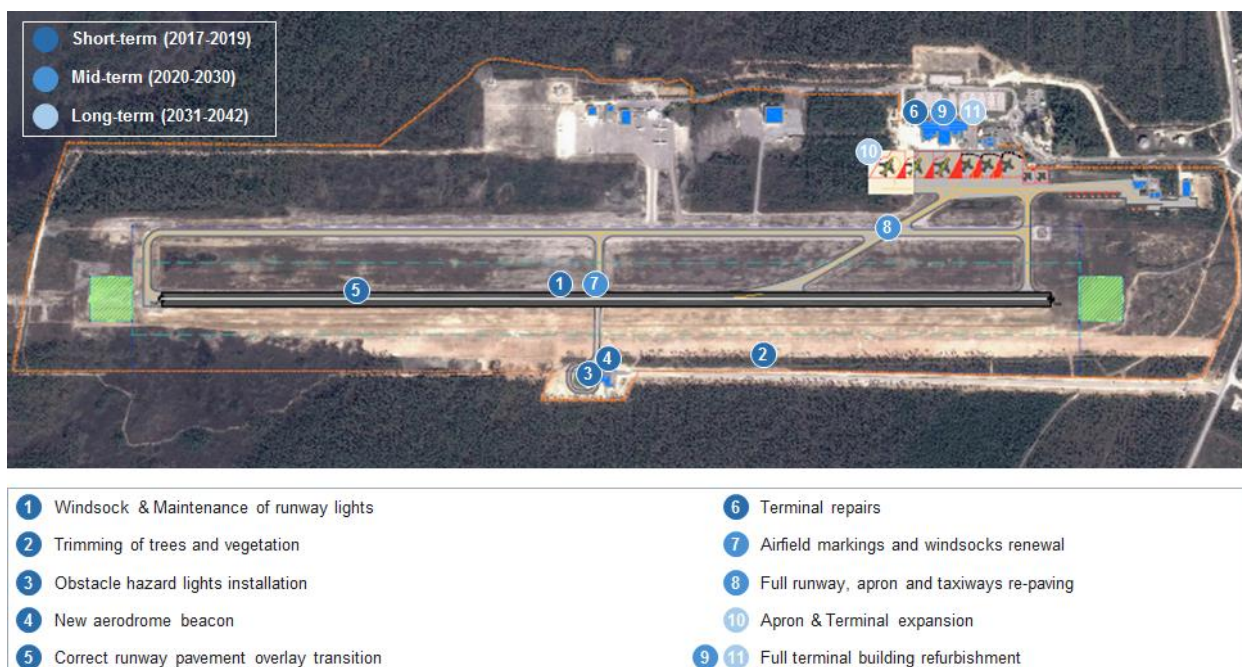 Short-term (2017-2019)
Mid-term (2020-2030)
Long-term (2031-2042)
6 9 11
10
8
5 1 7
4 2
3
1 Windsock & Maintenance of runway lights
2 Trimming of trees and vegetation
3 Obstacle hazard lights installation
4 New aerodrome beacon
5 Correct runway pavement overlay transition
6 Terminal repairs
7 Airfield markings and windsocks renewal
8 Full runway, apron and taxiways re-paving
10 Apron & Terminal expansion
9 11 Full terminal building refurbishment